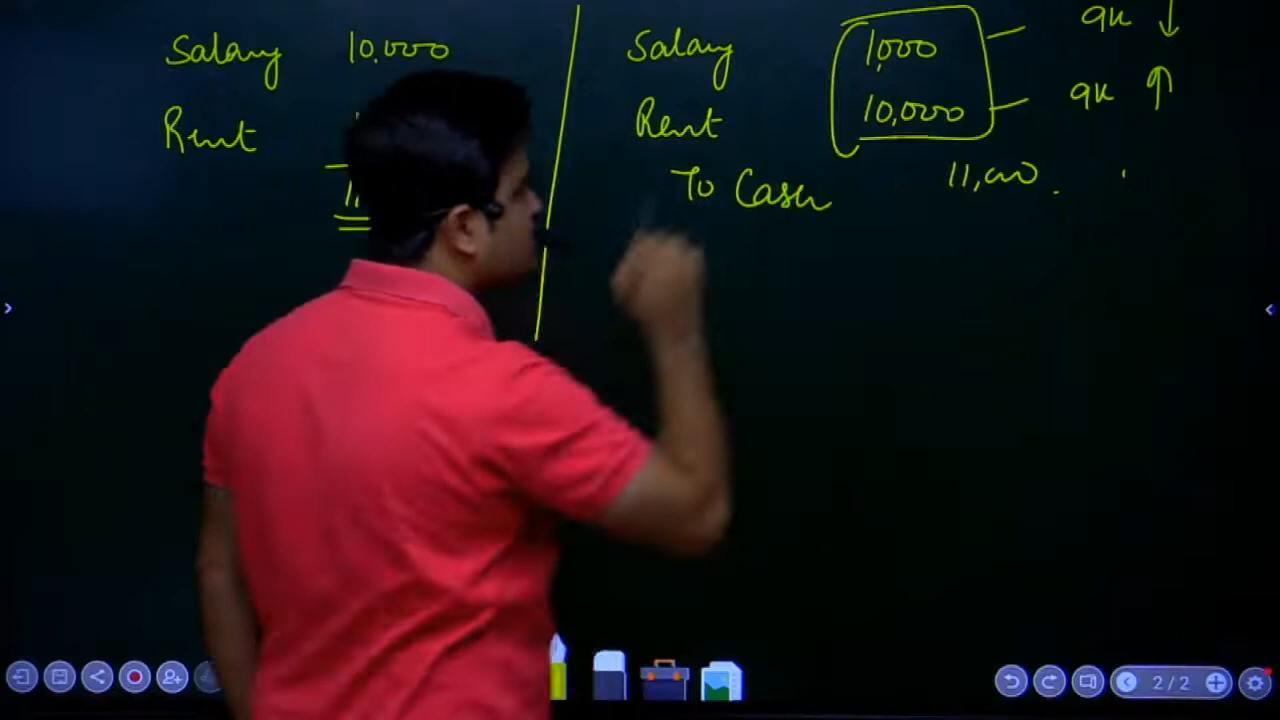 Salary 10,000
Rent
Salary 1,000 9K ↓
Rent 10,000 9K ↑
To Cash 11,000.
2/2